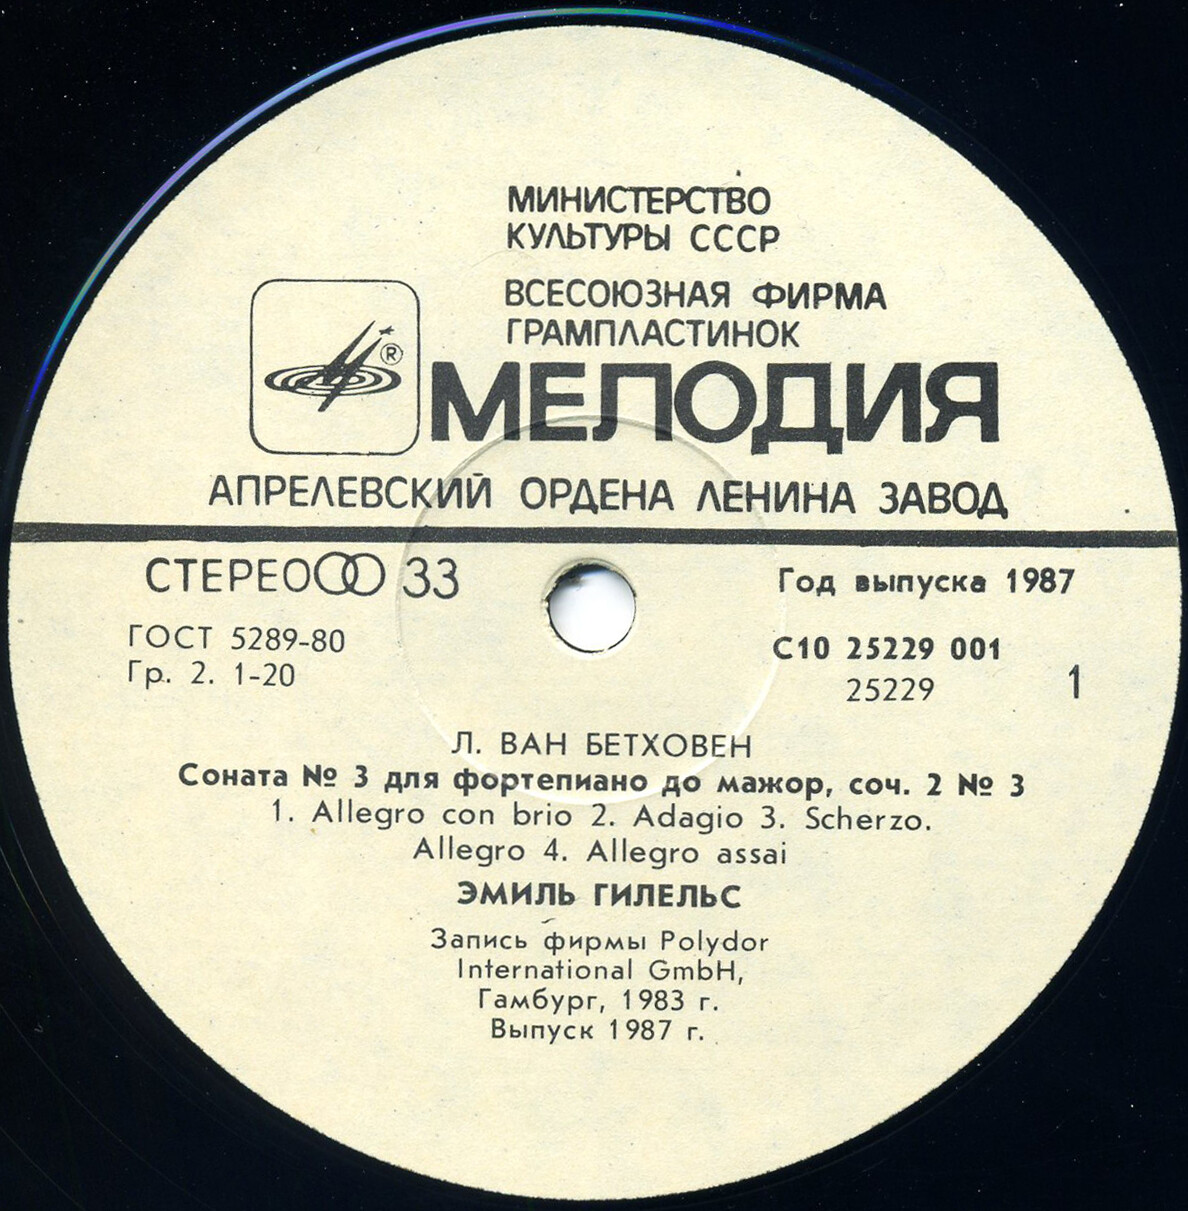 МИНИСТЕРСТВО
КУЛЬТУРЫ СССР
ВСЕСОЮЗНАЯ ФИРМА
ГРАМПЛАСТИНОК
®
МЕЛОДИЯ
АПРЕЛЕВСКИЙ ОРДЕНА ЛЕНИНА ЗАВОД
СТЕРЕО 33
Год выпуска 1987
ГОСТ 5289-80
Гр. 2. 1-20
С10 25229 001
25229
1
Л. ВАН БЕТХОВЕН
Соната № 3 для фортепиано до мажор, соч. 2 № 3
1. Allegro con brio 2. Adagio 3. Scherzo.
Allegro 4. Allegro assai
ЭМИЛЬ ГИЛЕЛЬС
Запись фирмы Polydor
International GmbH,
Гамбург, 1983 г.
Выпуск 1987 г.